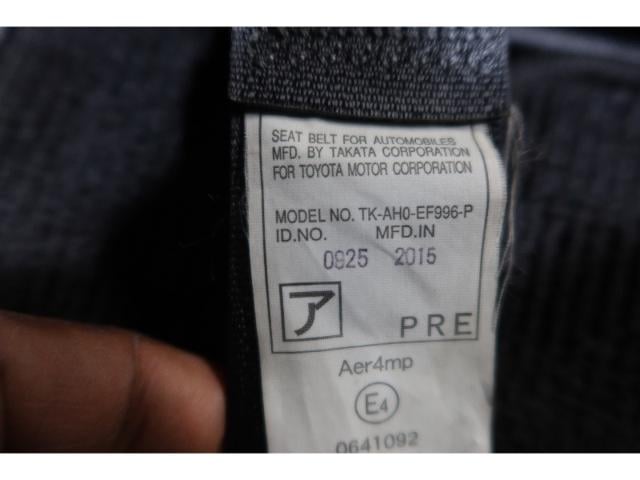 SEAT BELT FOR AUTOMOBILES
MFD. BY TAKATA CORPORATION
FOR TOYOTA MOTOR CORPORATION
MODEL NO. TK-AH0-EF996-P
ID.NO. MFD.IN
0925 2015
ア PRE
Aer4mp
E4
0641092